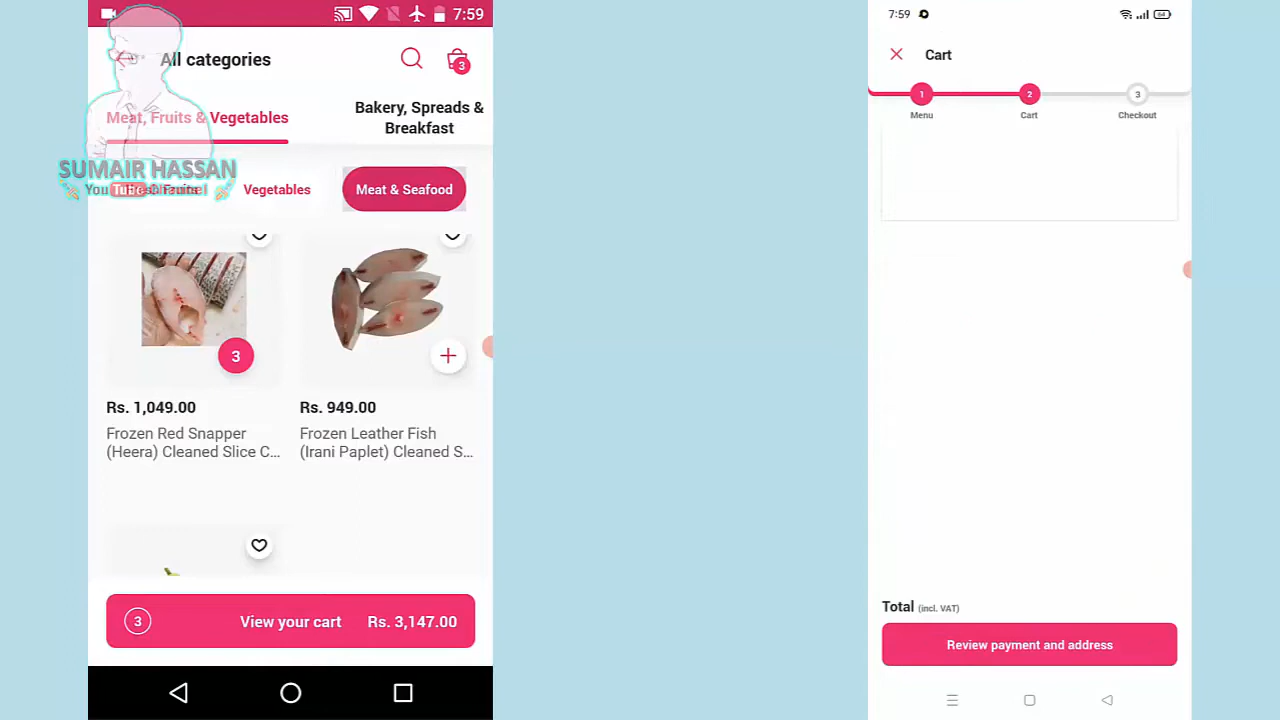 7:59
All categories
3
Meat, Fruits & Vegetables
Bakery, Spreads &
Breakfast
SUMAIR HASSAN
You Tube
Vegetables
Meat & Seafood
3
Rs. 1,049.00
Rs. 949.00
Frozen Red Snapper
(Heera) Cleaned Slice C...
Frozen Leather Fish
(Irani Paplet) Cleaned S...
3
View your cart
Rs. 3,147.00
7:59
64
Cart
1
2
3
Menu
Cart
Checkout
Total (incl. VAT)
Review payment and address